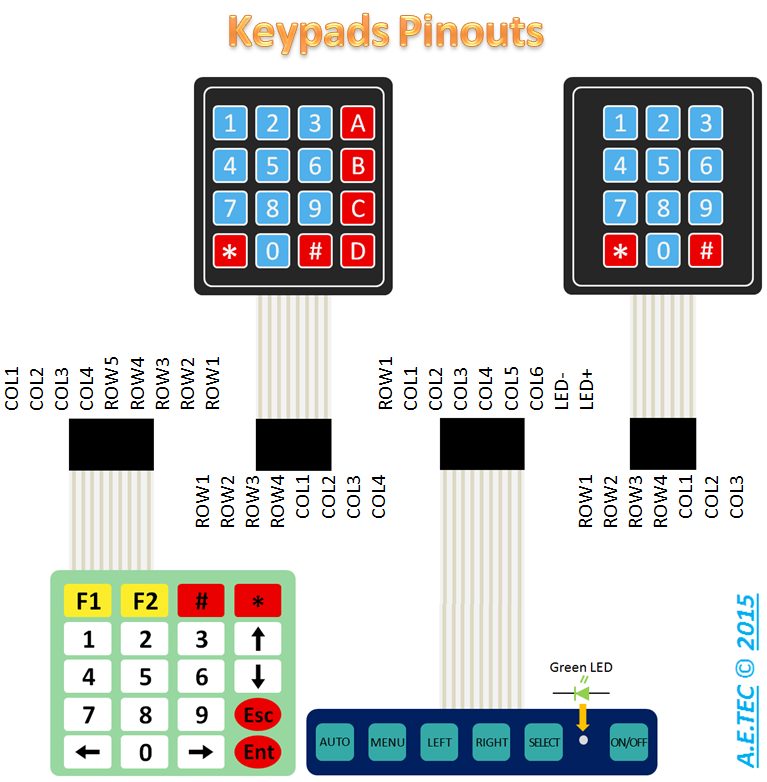 Keypads Pinouts
1 2 3 A
4 5 6 B
7 8 9 C
* 0 # D
1 2 3
4 5 6
7 8 9
* 0 #
COL1
COL2
COL3
COL4
ROW5
ROW4
ROW3
ROW2
ROW1
ROW1
COL1
COL2
COL3
COL4
COL5
COL6
LED-
LED+
ROW1
ROW2
ROW3
ROW4
COL1
COL2
COL3
COL4
ROW1
ROW2
ROW3
ROW4
COL1
COL2
COL3
F1 F2 # *
1 2 3 ↑
4 5 6 ↓
7 8 9 Esc
← 0 → Ent
Green LED
AUTO MENU LEFT RIGHT SELECT ON/OFF
A.E.TEC © 2015